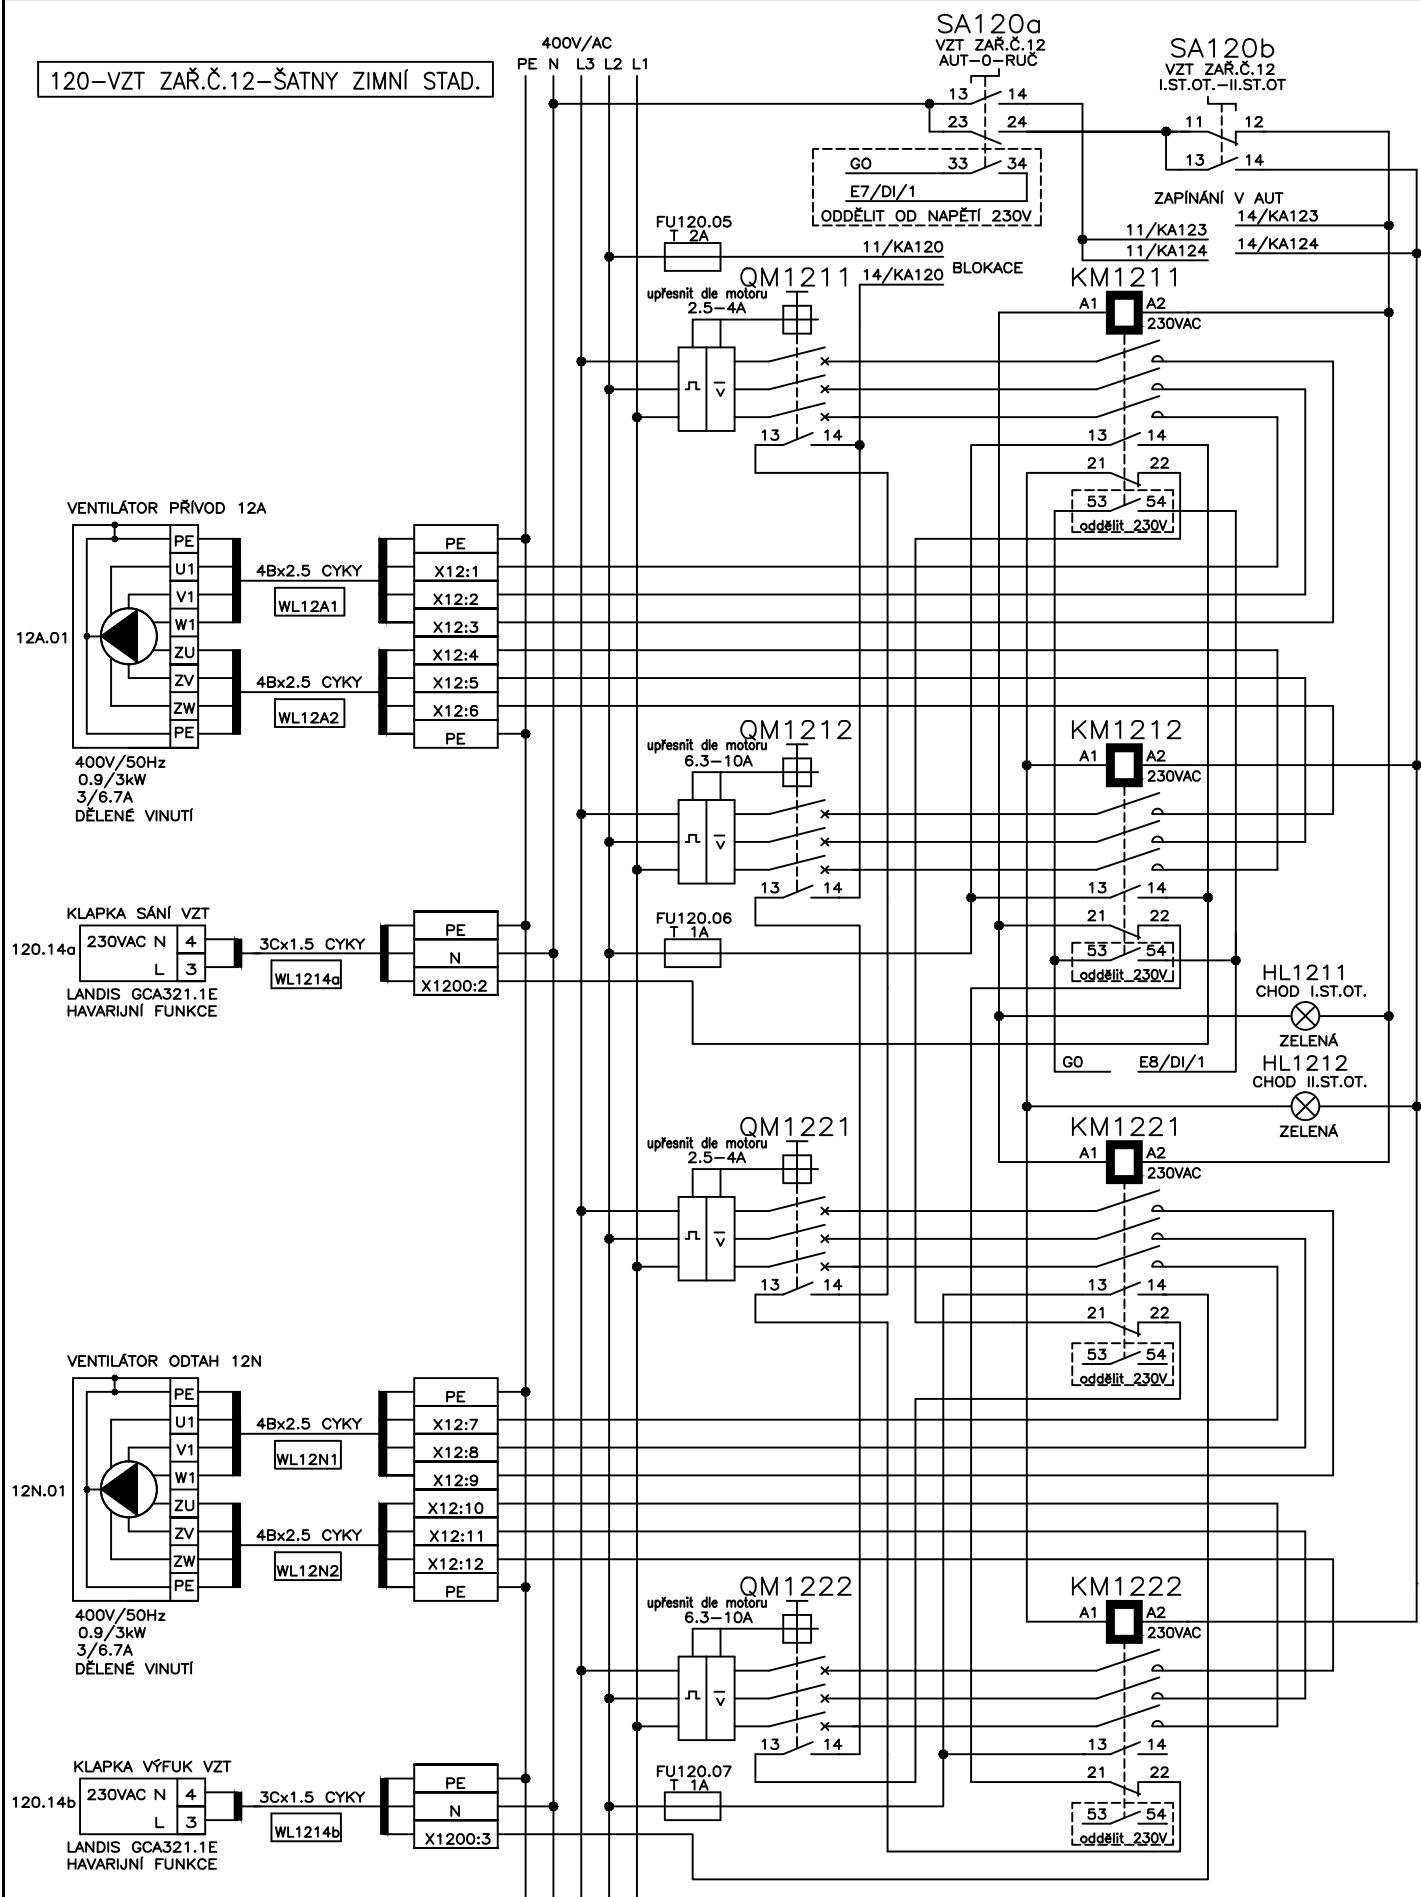 120-VZT ZAŘ.Č.12-ŠATNY ZIMNÍ STAD.
400V/AC
PE N L3 L2 L1
SA120a
VZT ZAŘ.Č.12
AUT-0-RUČ
13 14
23 24
GO 33 34
E7/DI/1
ODDĚLIT OD NAPĚTÍ 230V
SA120b
VZT ZAŘ.Č.12
I.ST.OT.-II.ST.OT
11 12
13 14
ZAPÍNÁNÍ V AUT
11/KA123 14/KA123
11/KA124 14/KA124
FU120.05
T 2A
11/KA120
14/KA120 BLOKACE
QM1211
upřesnit dle motoru
2.5-4A
13 14
KM1211
A1 A2
230VAC
13 14
21 22
53 54
oddělit 230V
VENTILÁTOR PŘÍVOD 12A
12A.01
PE
U1
V1
W1
ZU
ZV
ZW
PE
4Bx2.5 CYKY
WL12A1
4Bx2.5 CYKY
WL12A2
PE
X12:1
X12:2
X12:3
X12:4
X12:5
X12:6
PE
400V/50Hz
0.9/3kW
3/6.7A
DĚLENÉ VINUTÍ
QM1212
upřesnit dle motoru
6.3-10A
13 14
KM1212
A1 A2
230VAC
13 14
21 22
53 54
oddělit 230V
KLAPKA SÁNÍ VZT
120.14a
230VAC N 4
L 3
LANDIS GCA321.1E
HAVARIJNÍ FUNKCE
3Cx1.5 CYKY
WL1214a
PE
N
X1200:2
FU120.06
T 1A
HL1211
CHOD I.ST.OT.
ZELENÁ
GO E8/DI/1
HL1212
CHOD II.ST.OT.
ZELENÁ
QM1221
upřesnit dle motoru
2.5-4A
13 14
KM1221
A1 A2
230VAC
13 14
21 22
53 54
oddělit 230V
VENTILÁTOR ODTAH 12N
12N.01
PE
U1
V1
W1
ZU
ZV
ZW
PE
4Bx2.5 CYKY
WL12N1
4Bx2.5 CYKY
WL12N2
PE
X12:7
X12:8
X12:9
X12:10
X12:11
X12:12
PE
400V/50Hz
0.9/3kW
3/6.7A
DĚLENÉ VINUTÍ
QM1222
upřesnit dle motoru
6.3-10A
13 14
KM1222
A1 A2
230VAC
13 14
21 22
53 54
oddělit 230V
KLAPKA VÝFUK VZT
120.14b
230VAC N 4
L 3
LANDIS GCA321.1E
HAVARIJNÍ FUNKCE
3Cx1.5 CYKY
WL1214b
PE
N
X1200:3
FU120.07
T 1A